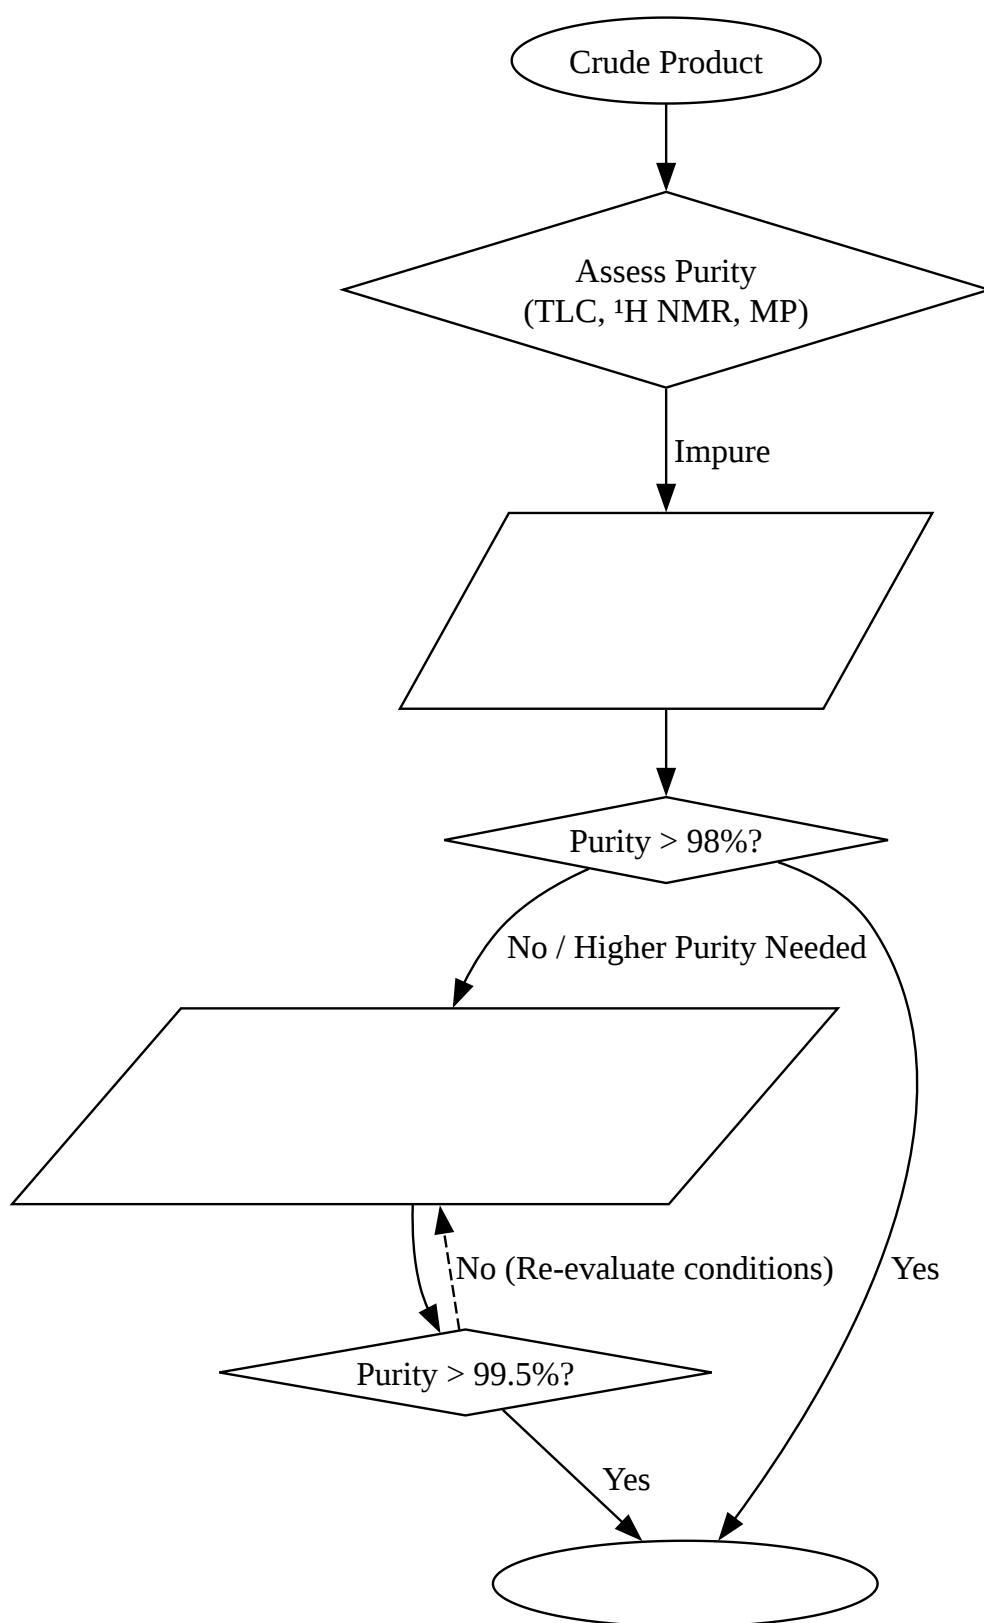 Crude Product
Assess Purity
(TLC, ¹H NMR, MP)
Impure
Purity > 98%?
No / Higher Purity Needed
No (Re-evaluate conditions)
Yes
Purity > 99.5%?
Yes